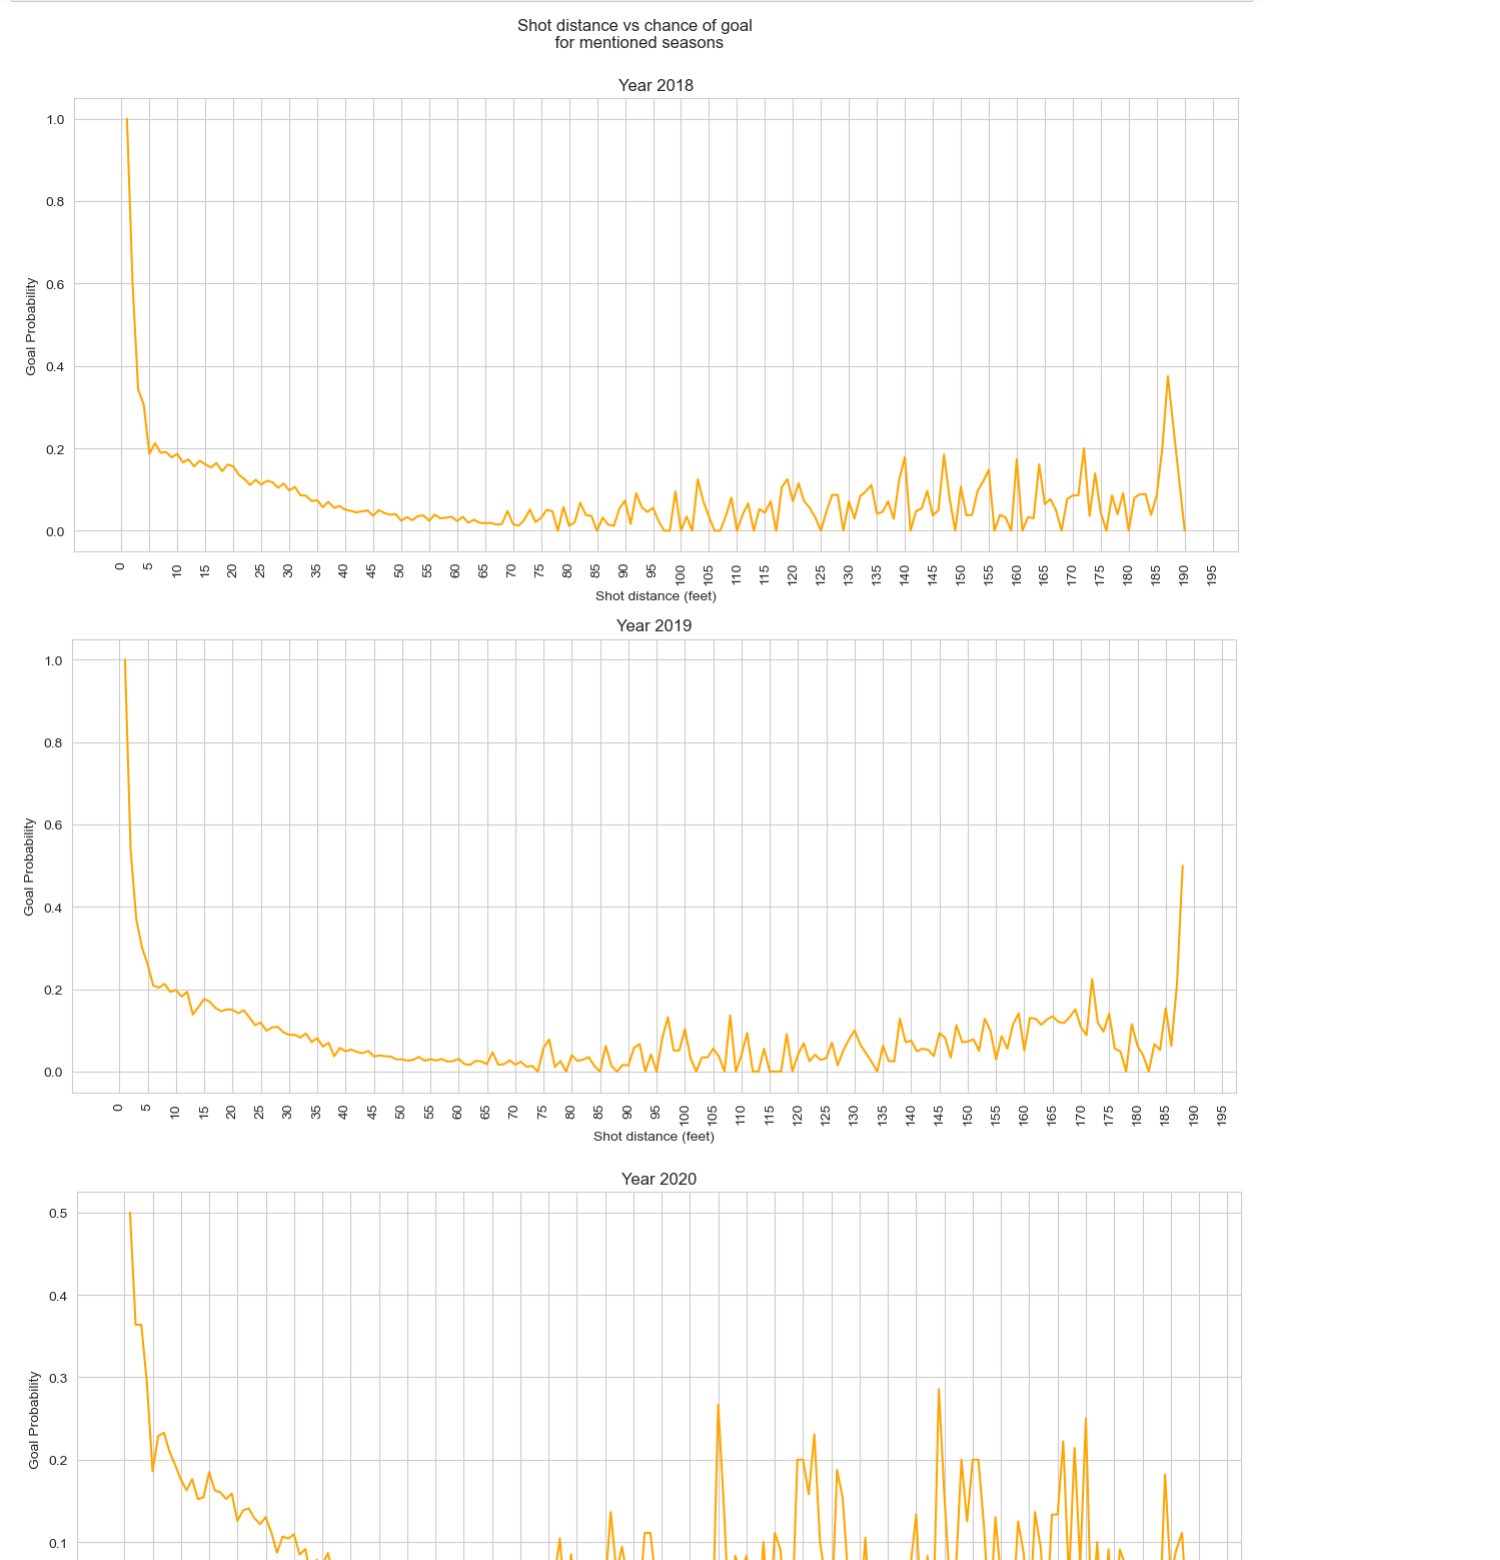 Shot distance vs chance of goal
for mentioned seasons
Year 2018
1.0
0.8
0.6
0.4
0.2
0.0
Goal Probability
0 5 10 15 20 25 30 35 40 45 50 55 60 65 70 75 80 85 90 95 100 105 110 115 120 125 130 135 140 145 150 155 160 165 170 175 180 185 190 195
Shot distance (feet)
Year 2019
1.0
0.8
0.6
0.4
0.2
0.0
Goal Probability
0 5 10 15 20 25 30 35 40 45 50 55 60 65 70 75 80 85 90 95 100 105 110 115 120 125 130 135 140 145 150 155 160 165 170 175 180 185 190 195
Shot distance (feet)
Year 2020
0.5
0.4
0.3
0.2
0.1
Goal Probability